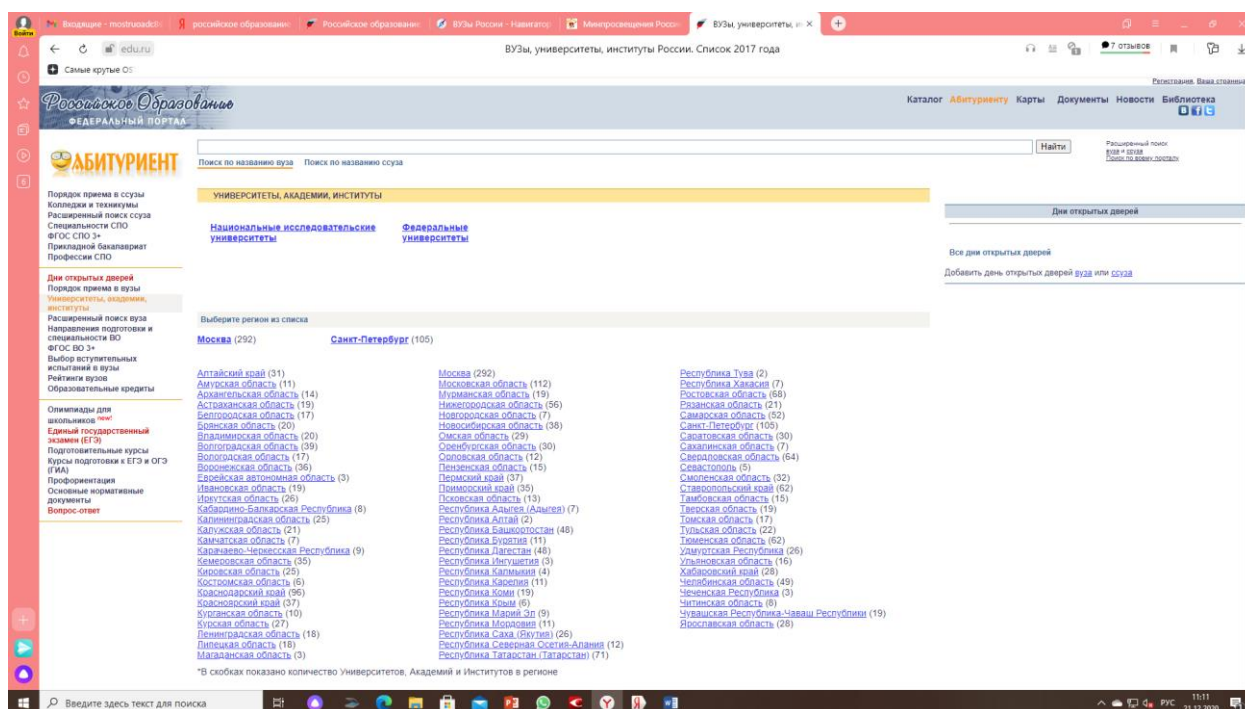 Войти
Входящие - mostruoadc
российское образование
Российское образование
ВУЗы России - Навигатор
Минпросвещения Росси
ВУЗы, университеты, и
edu.ru
ВУЗы, университеты, институты России. Список 2017 года
7 отзывов
Самые крутые OS
Регистрация. Ваша страница
Российское Образование
ФЕДЕРАЛЬНЫЙ ПОРТАЛ
Каталог Абитуриенту Карты Документы Новости Библиотека
АБИТУРИЕНТ
Найти
Расширенный поиск
вуза и ссуза
Поиск по всему порталу
Поиск по названию вуза Поиск по названию ссуза
Порядок приема в ссузы
Колледжи и техникумы
Расширенный поиск ссуза
Специальности СПО
ФГОС СПО 3+
Прикладной бакалавриат
Профессии СПО
Дни открытых дверей
Порядок приема в вузы
Университеты, академии,
институты
Расширенный поиск вуза
Направления подготовки и
специальности ВО
ФГОС ВО 3+
Выбор вступительных
испытаний в вузы
Рейтинги вузов
Образовательные кредиты
Олимпиады для
школьников new!
Единый государственный
экзамен (ЕГЭ)
Подготовительные курсы
Курсы подготовки к ЕГЭ и ОГЭ
(ГИА)
Профориентация
Основные нормативные
документы
Вопрос-ответ
УНИВЕРСИТЕТЫ, АКАДЕМИИ, ИНСТИТУТЫ
Национальные исследовательские
университеты
Федеральные
университеты
Дни открытых дверей
Все дни открытых дверей
Добавить день открытых дверей вуза или ссуза
Выберите регион из списка
Москва (292) Санкт-Петербург (105)
Алтайский край (31)
Амурская область (11)
Архангельская область (14)
Астраханская область (19)
Белгородская область (17)
Брянская область (20)
Владимирская область (20)
Волгоградская область (39)
Вологодская область (17)
Воронежская область (36)
Еврейская автономная область (3)
Ивановская область (19)
Иркутская область (26)
Кабардино-Балкарская Республика (8)
Калининградская область (25)
Калужская область (21)
Камчатская область (7)
Карачаево-Черкесская Республика (9)
Кемеровская область (35)
Кировская область (25)
Костромская область (6)
Краснодарский край (96)
Красноярский край (37)
Курганская область (10)
Курская область (27)
Ленинградская область (18)
Липецкая область (18)
Магаданская область (3)
Москва (292)
Московская область (112)
Мурманская область (19)
Нижегородская область (56)
Новгородская область (7)
Новосибирская область (38)
Омская область (29)
Оренбургская область (30)
Орловская область (12)
Пензенская область (15)
Пермский край (37)
Приморский край (35)
Псковская область (13)
Республика Адыгея (Адыгея) (7)
Республика Алтай (2)
Республика Башкортостан (48)
Республика Бурятия (11)
Республика Дагестан (48)
Республика Ингушетия (3)
Республика Калмыкия (4)
Республика Карелия (11)
Республика Коми (19)
Республика Крым (6)
Республика Марий Эл (9)
Республика Мордовия (11)
Республика Саха (Якутия) (26)
Республика Северная Осетия-Алания (12)
Республика Татарстан (Татарстан) (71)
Республика Тува (2)
Республика Хакасия (7)
Ростовская область (68)
Рязанская область (21)
Самарская область (52)
Санкт-Петербург (105)
Саратовская область (30)
Сахалинская область (7)
Свердловская область (64)
Севастополь (5)
Смоленская область (32)
Ставропольский край (62)
Тамбовская область (15)
Тверская область (19)
Томская область (17)
Тульская область (22)
Тюменская область (62)
Удмуртская Республика (26)
Ульяновская область (16)
Хабаровский край (28)
Челябинская область (49)
Чеченская Республика (3)
Читинская область (8)
Чувашская Республика-Чаваш Республики (19)
Ярославская область (28)
*В скобках показано количество Университетов, Академий и Институтов в регионе
Введите здесь текст для поиска
РУС
11:11
21.12.2020